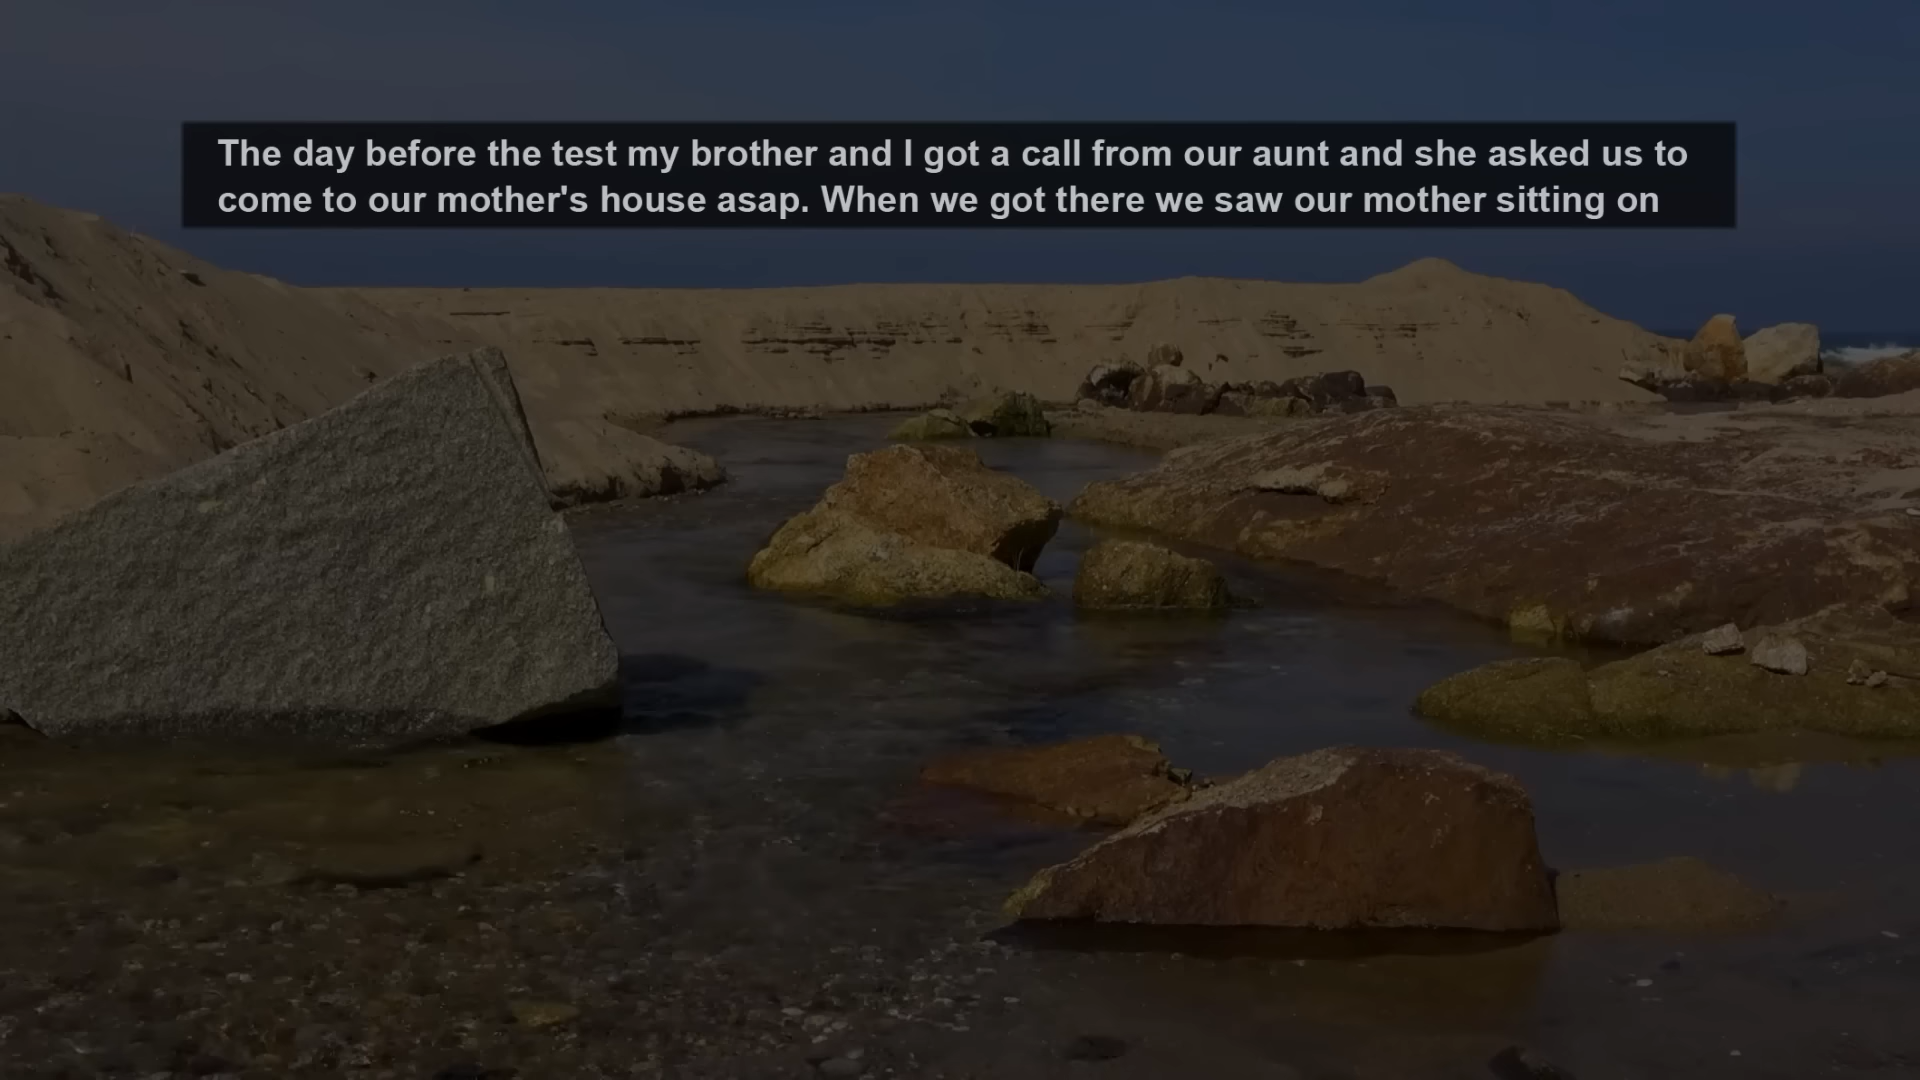 The day before the test my brother and I got a call from our aunt and she asked us to
come to our mother's house asap. When we got there we saw our mother sitting on